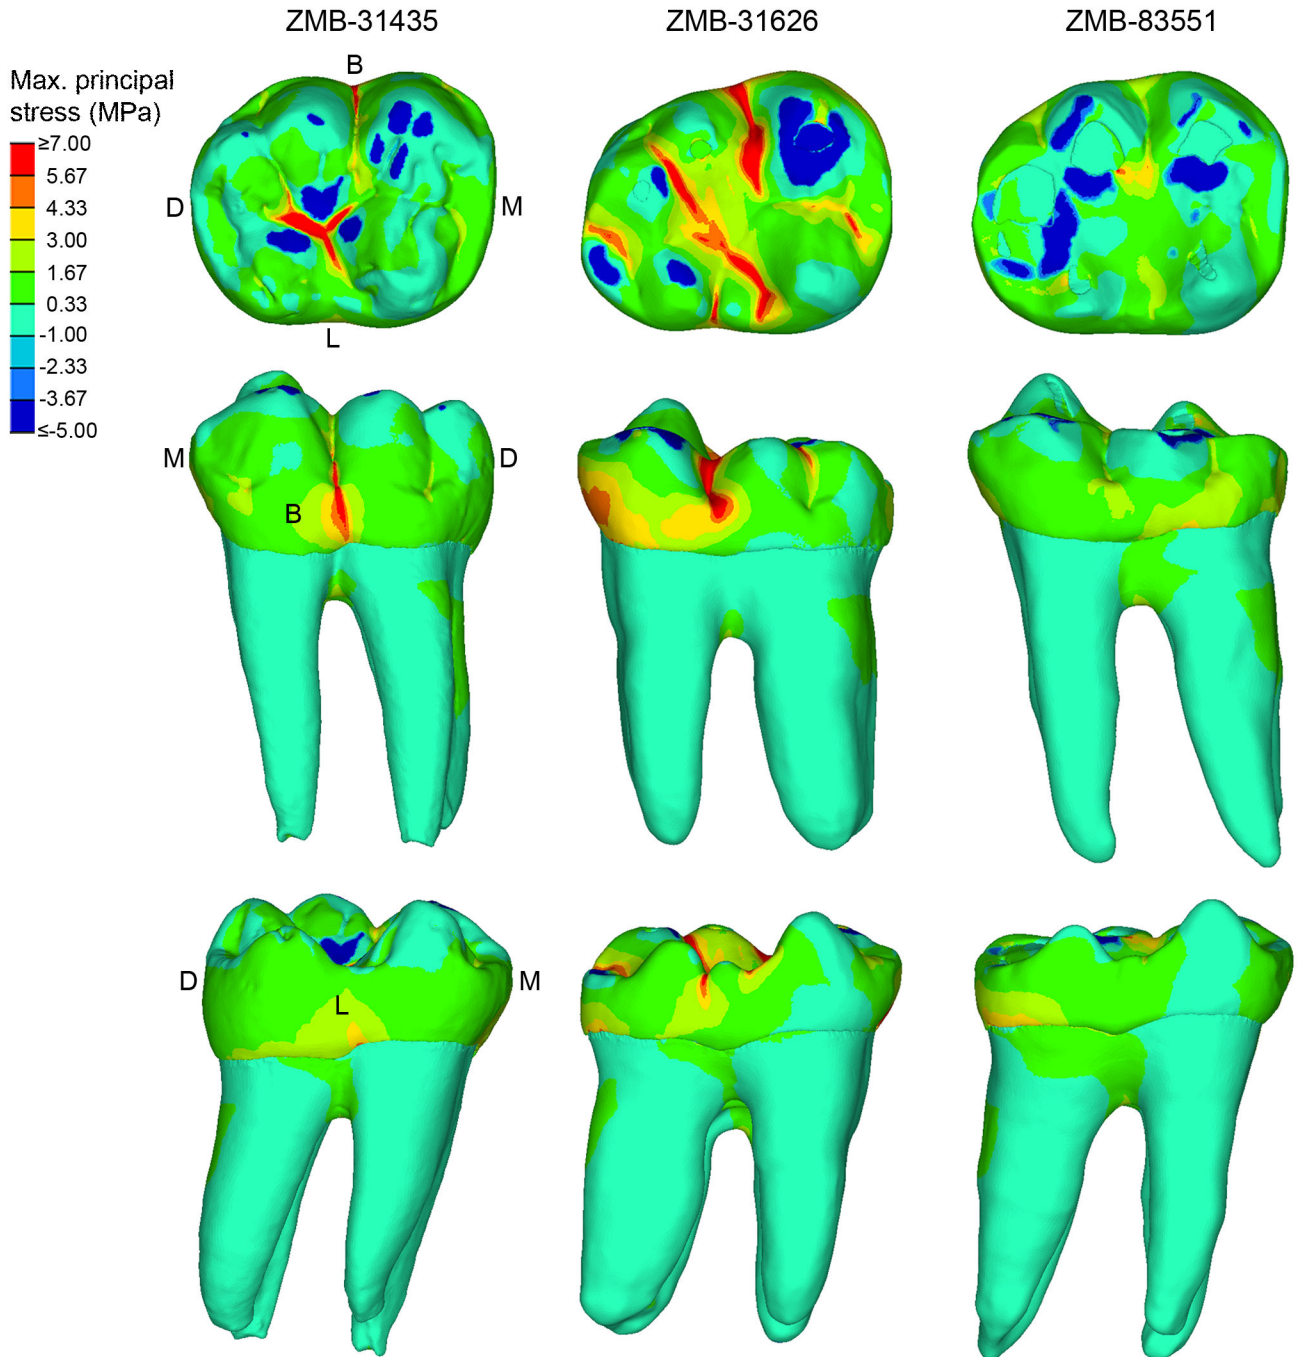 ZMB-31435
ZMB-31626
ZMB-83551
Max. principal
stress (MPa)
≥7.00
5.67
4.33
3.00
1.67
0.33
-1.00
-2.33
-3.67
≤-5.00
B
D
M
L
M
D
B
D
M
L